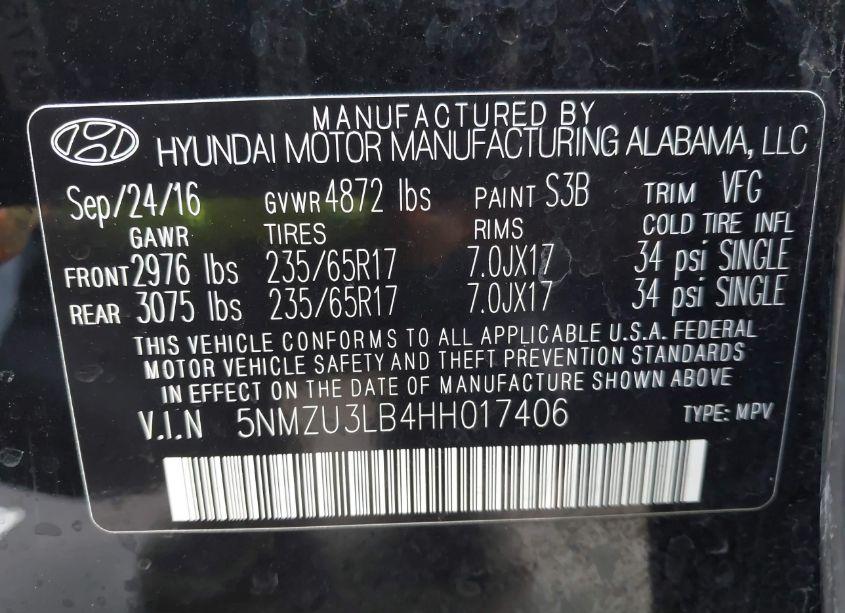 MANUFACTURED BY
HYUNDAI MOTOR MANUFACTURING ALABAMA, LLC
Sep/24/16 GVWR 4872 lbs PAINT S3B TRIM VFG
GAWR TIRES RIMS COLD TIRE INFL
FRONT 2976 lbs 235/65R17 7.0JX17 34 psi SINGLE
REAR 3075 lbs 235/65R17 7.0JX17 34 psi SINGLE
THIS VEHICLE CONFORMS TO ALL APPLICABLE U.S.A. FEDERAL
MOTOR VEHICLE SAFETY AND THEFT PREVENTION STANDARDS
IN EFFECT ON THE DATE OF MANUFACTURE SHOWN ABOVE
V.I.N 5NMZU3LB4HH017406 TYPE: MPV